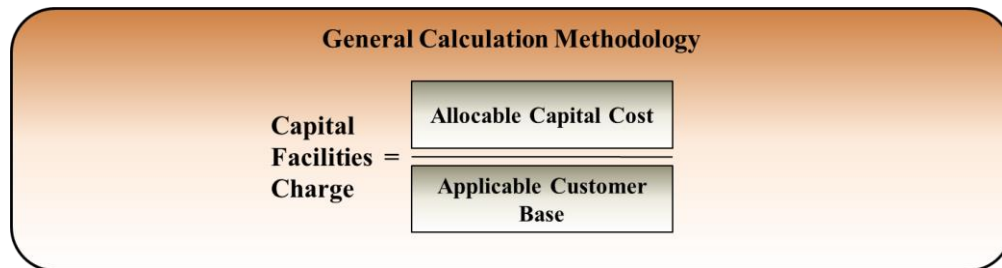 General Calculation Methodology
Capital
Facilities =
Charge
Allocable Capital Cost
Applicable Customer
Base